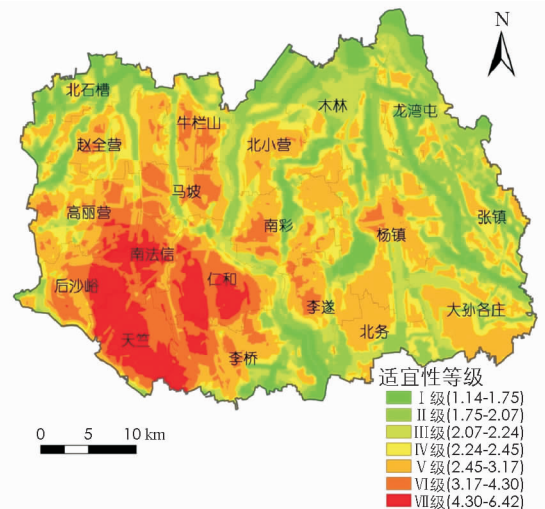 N
北石槽
木林
龙湾屯
牛栏山
赵全营
北小营
马坡
高丽营
南彩
张镇
杨镇
南法信
后沙峪
仁和
李遂
大孙各庄
天竺
北务
李桥
适宜性等级
Ⅰ级(1.14-1.75)
Ⅱ级(1.75-2.07)
Ⅲ级(2.07-2.24)
Ⅳ级(2.24-2.45)
Ⅴ级(2.45-3.17)
Ⅵ级(3.17-4.30)
Ⅶ级(4.30-6.42)
0 5 10 km